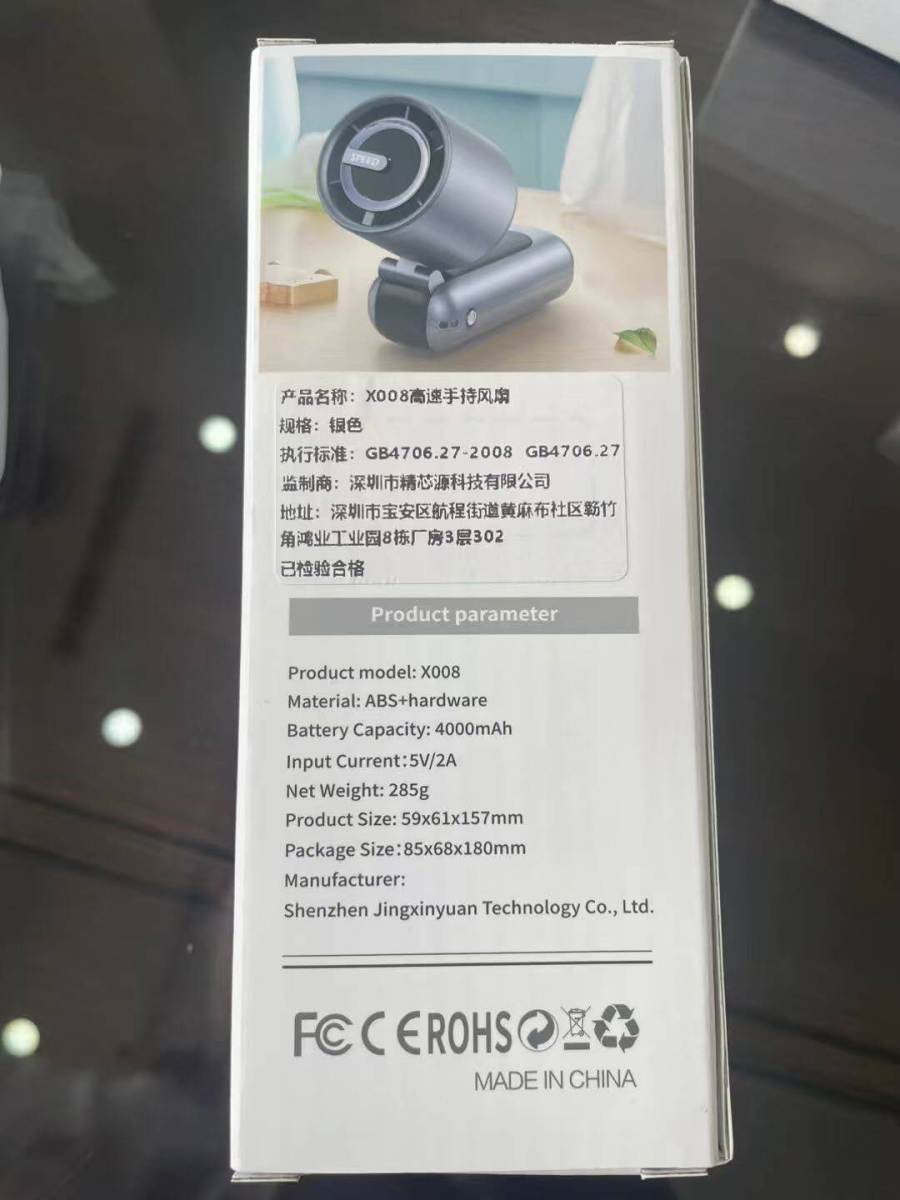 SPEED
产品名称：X008高速手持风扇
规格：银色
执行标准：GB4706.27-2008 GB4706.27
监制商：深圳市精芯源科技有限公司
地址：深圳市宝安区航程街道黄麻布社区簕竹
角鸿业工业园8栋厂房3层302
已检验合格
Product parameter
Product model: X008
Material: ABS+hardware
Battery Capacity: 4000mAh
Input Current:5V/2A
Net Weight: 285g
Product Size: 59x61x157mm
Package Size:85x68x180mm
Manufacturer:
Shenzhen Jingxinyuan Technology Co., Ltd.
FC CE ROHS
MADE IN CHINA